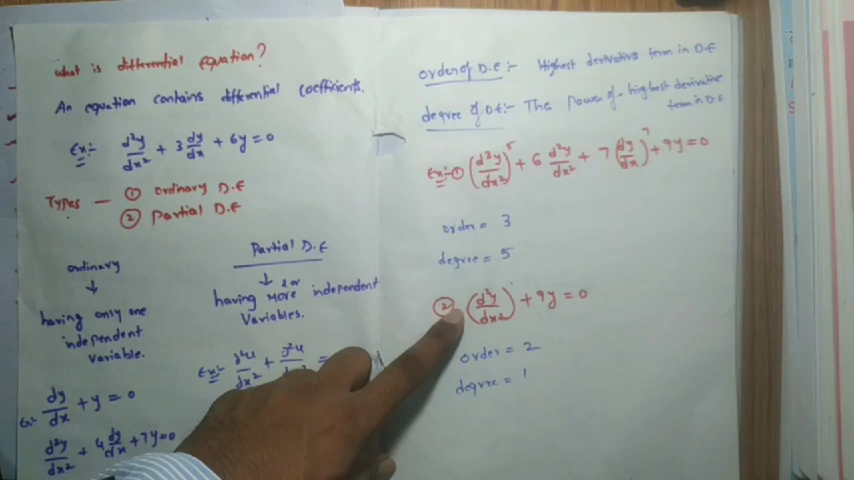 What is differential Equation?
An equation contains differential coefficients.
Ex:- d²y/dx² + 3 dy/dx + 6y = 0
Types — ① ordinary D.E
② Partial D.E
ordinary
↓
having only one
independent
variable.
Ex:- dy/dx + y = 0
d²y/dx² + 4 dy/dx + 7y = 0
Partial D.E
↓ 2 or
having More independent
Variables.
Ex:- ∂²u/∂x² + ∂²u =
order of D.E :- Highest derivative term in D.E
degree of D.E:- The Power of highest derivative
term in D.E
Ex:- ① (d³y/dx³)⁵ + 6 d²y/dx² + 7 (dy/dx)⁷ + 9y = 0
order = 3
degree = 5
② (d²y/dx²)¹ + 9y = 0
order = 2
degree = 1